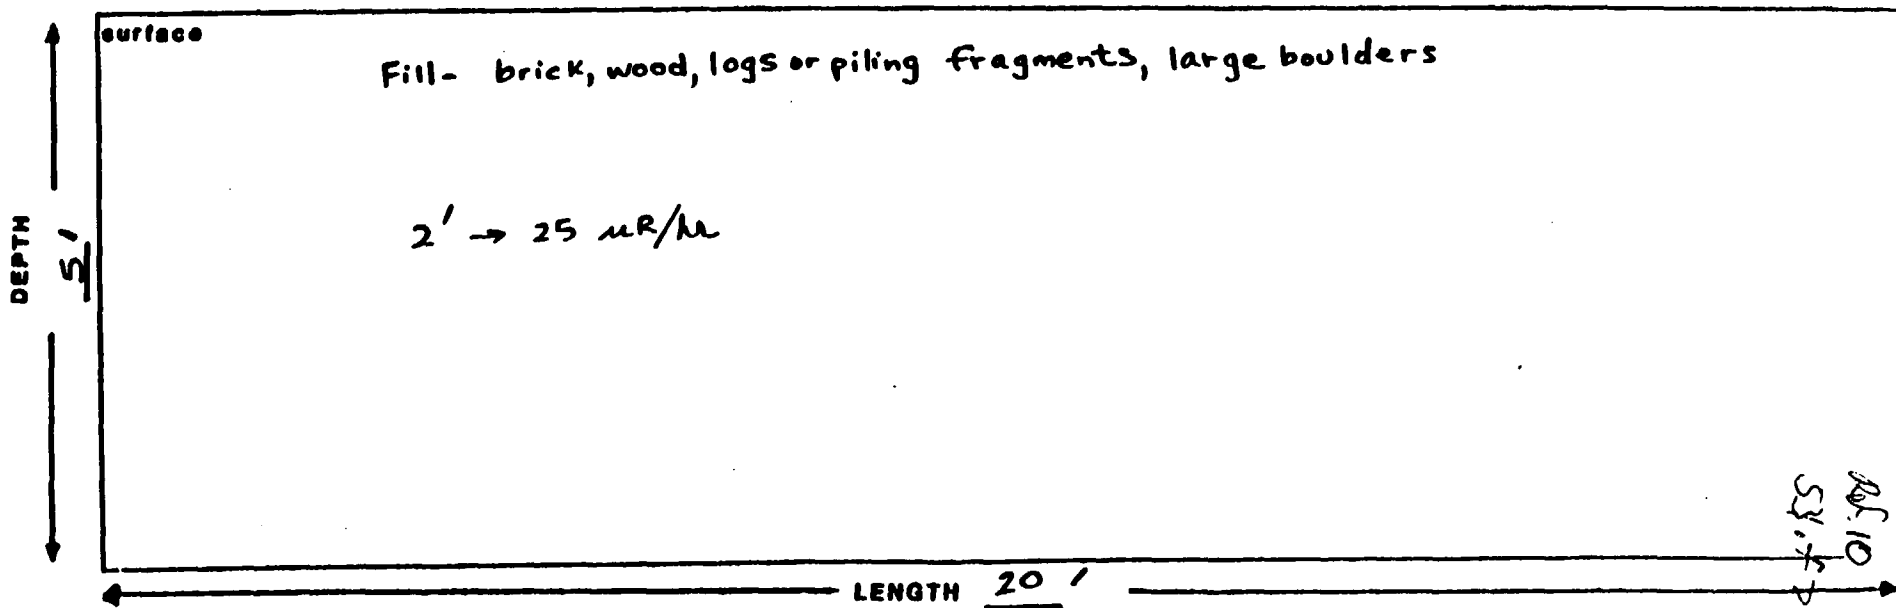 surface
Fill- brick, wood, logs or piling fragments, large boulders
2' → 25 uR/hr
DEPTH
5'
LENGTH 20'